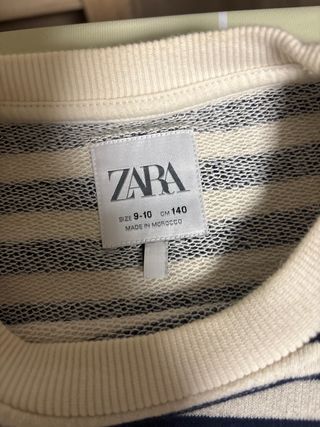 ZARA
SIZE 9-10 CM 140
MADE IN MOROCCO